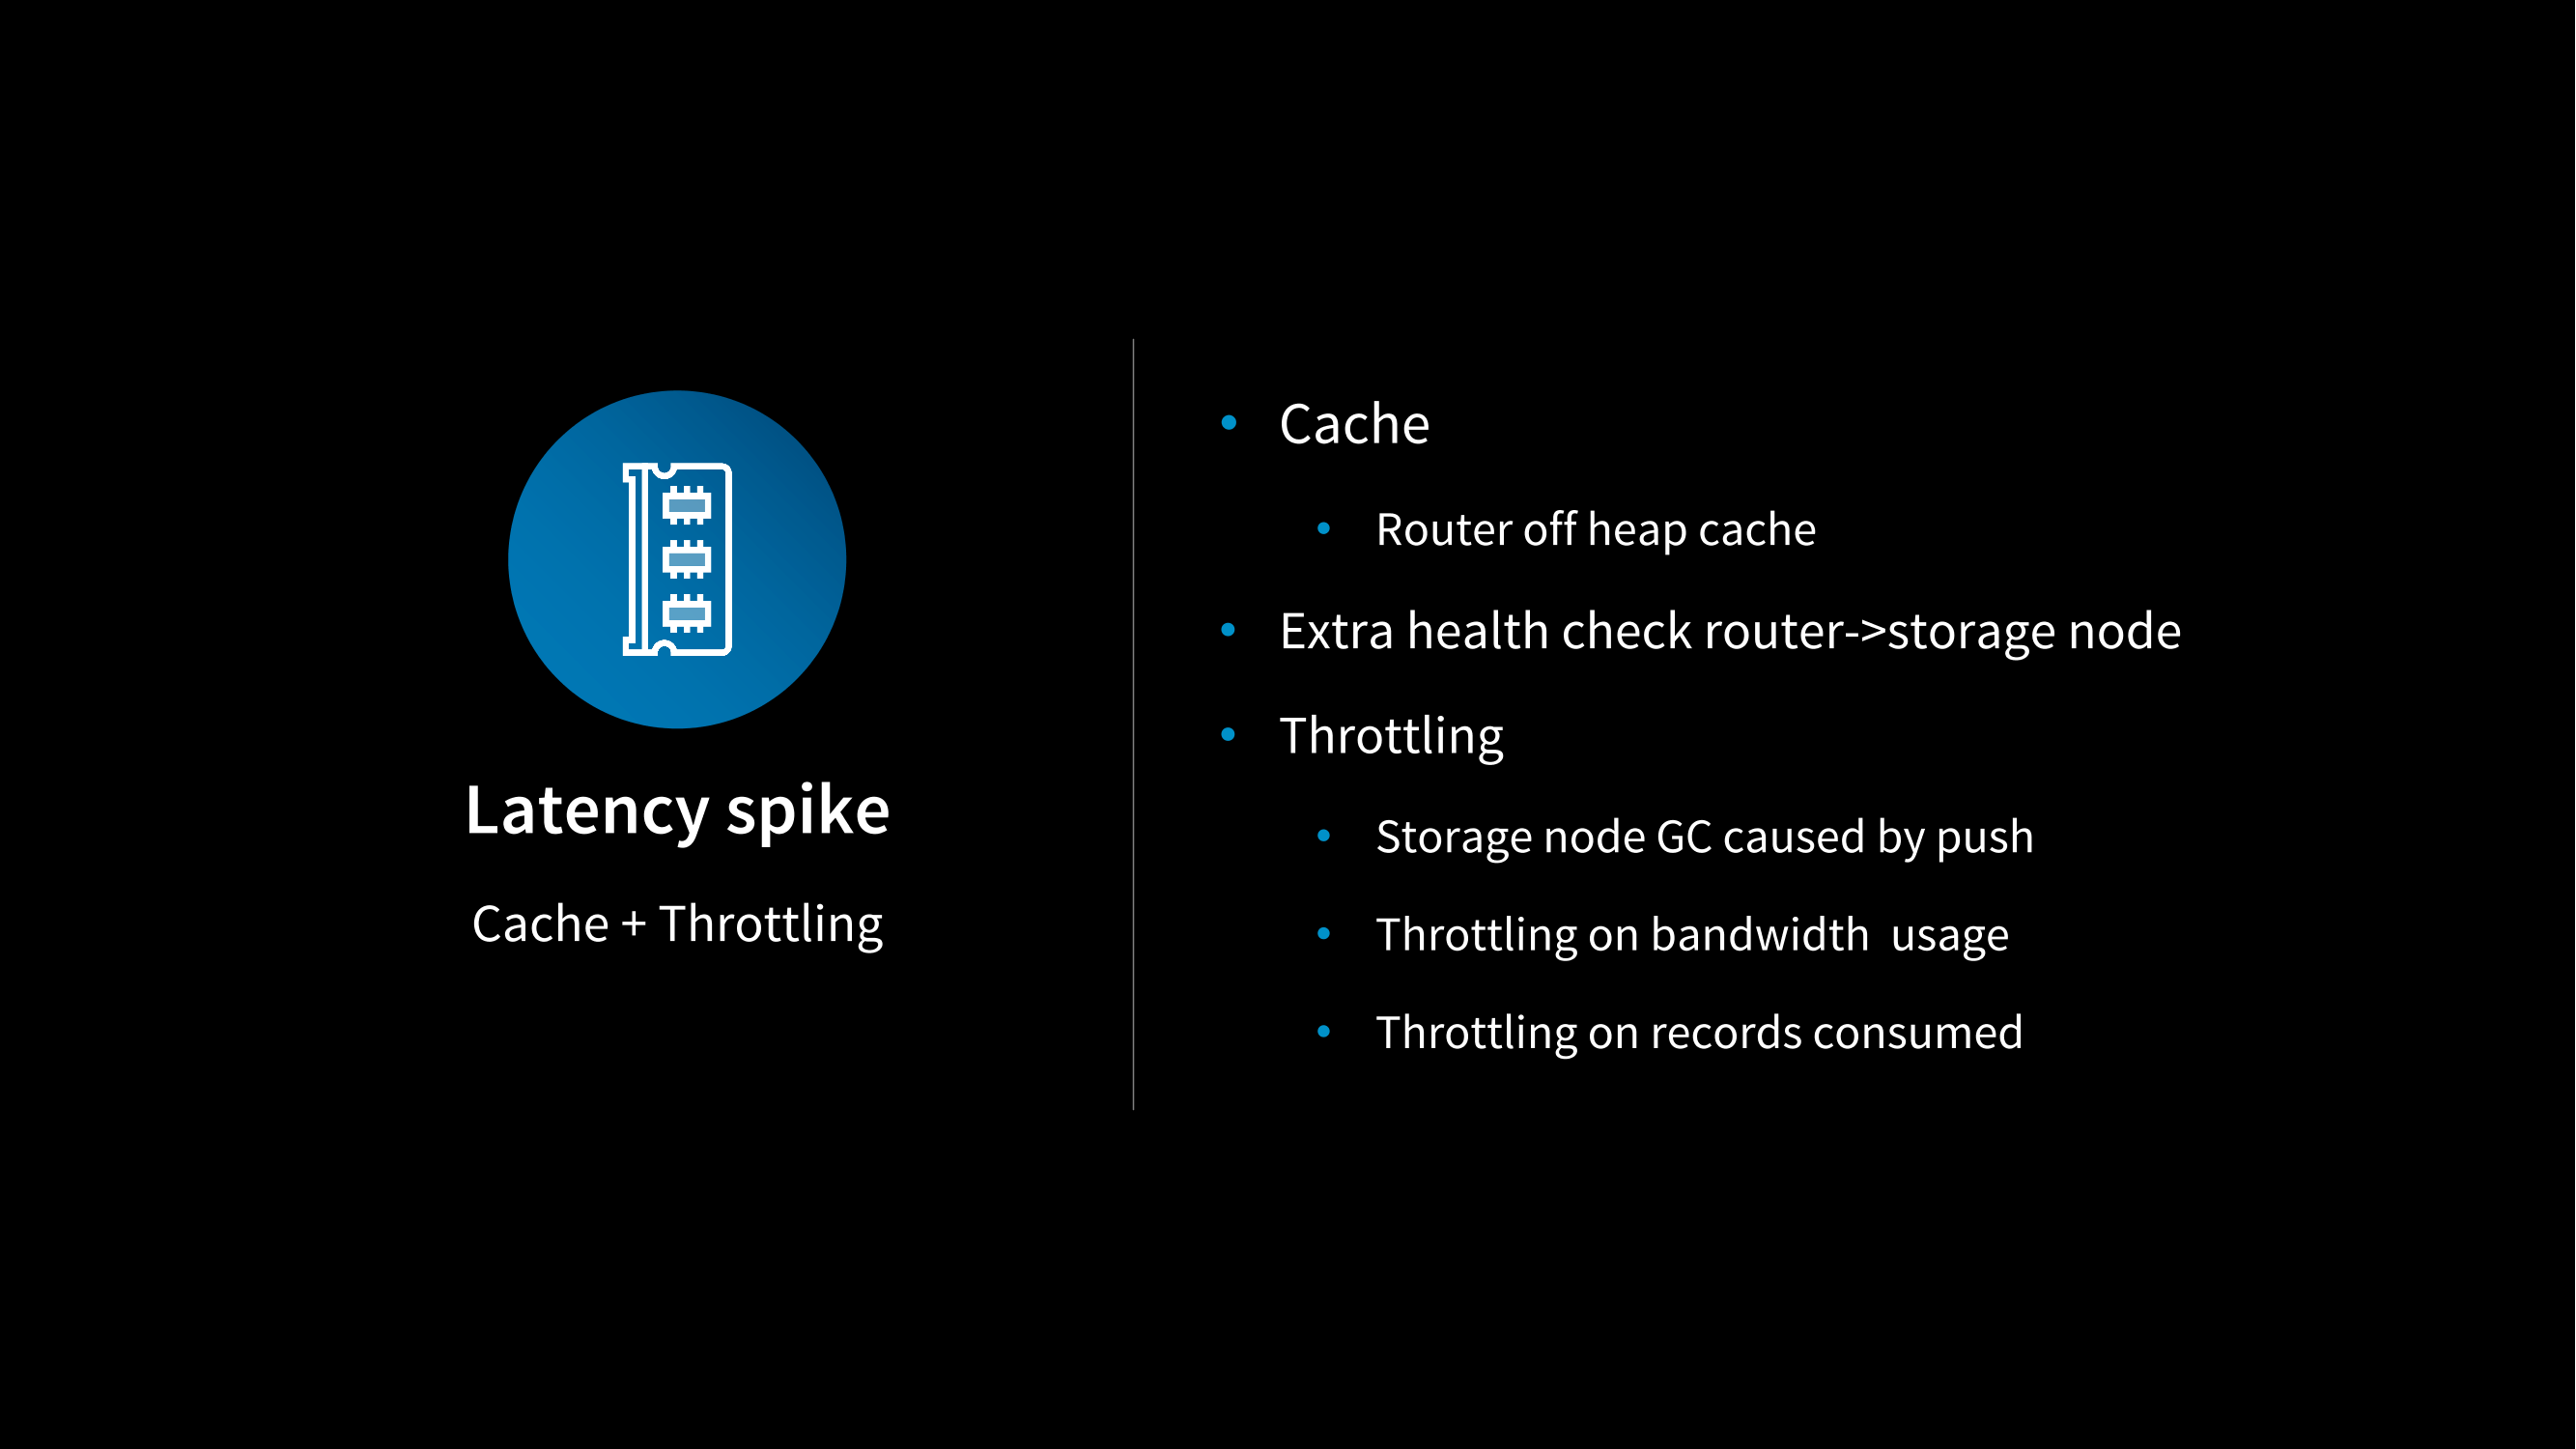 Latency spike
Cache + Throttling
Cache
Router off heap cache
Extra health check router->storage node
Throttling
Storage node GC caused by push
Throttling on bandwidth  usage
Throttling on records consumed